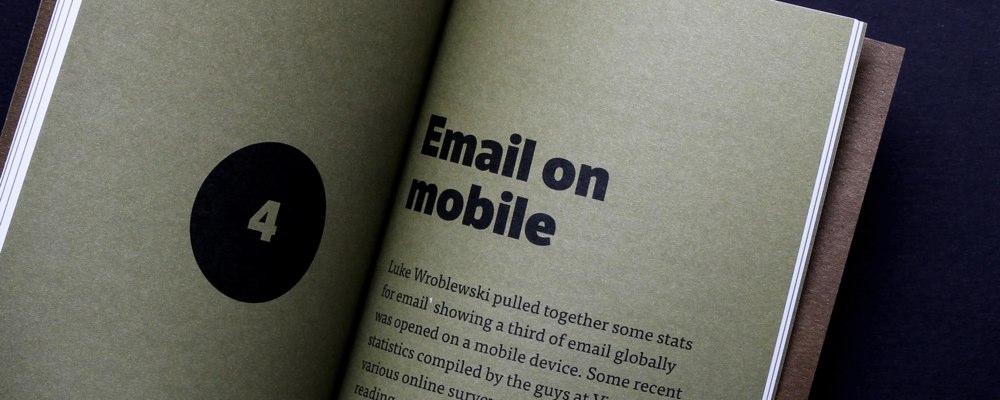 4
Email on
mobile
Luke Wroblewski pulled together some stats
for email showing a third of email globally
was opened on a mobile device. Some recent
statistics compiled by the guys at
various online
reading